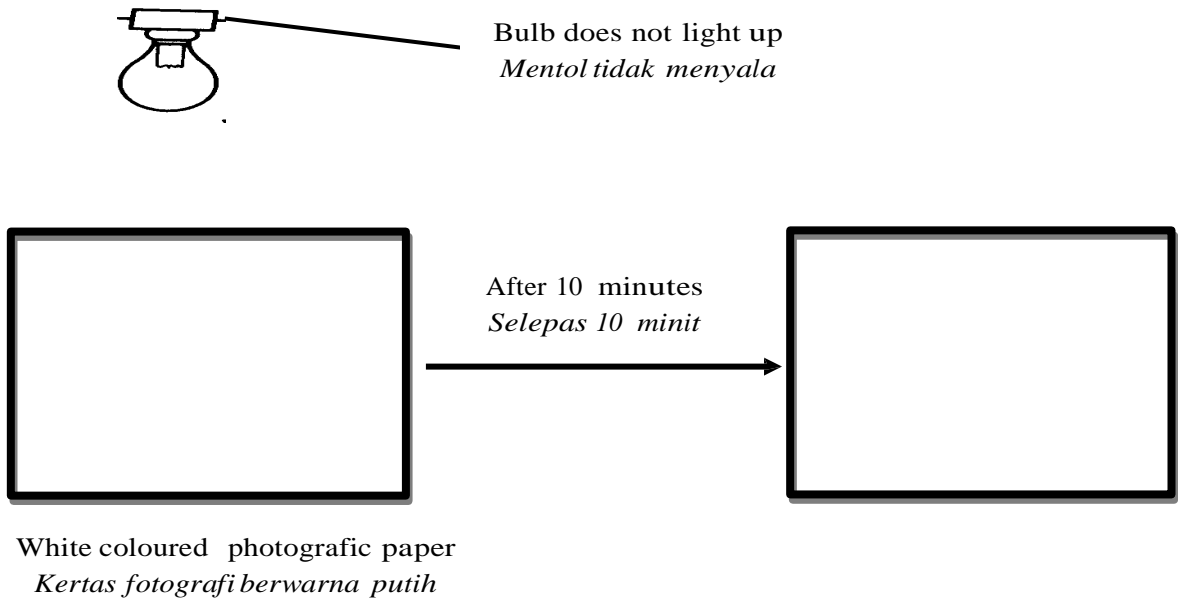 Bulb does not light up
Mentol tidak menyala
After 10 minutes
Selepas 10 minit
White coloured photografic paper
Kertas fotografi berwarna putih